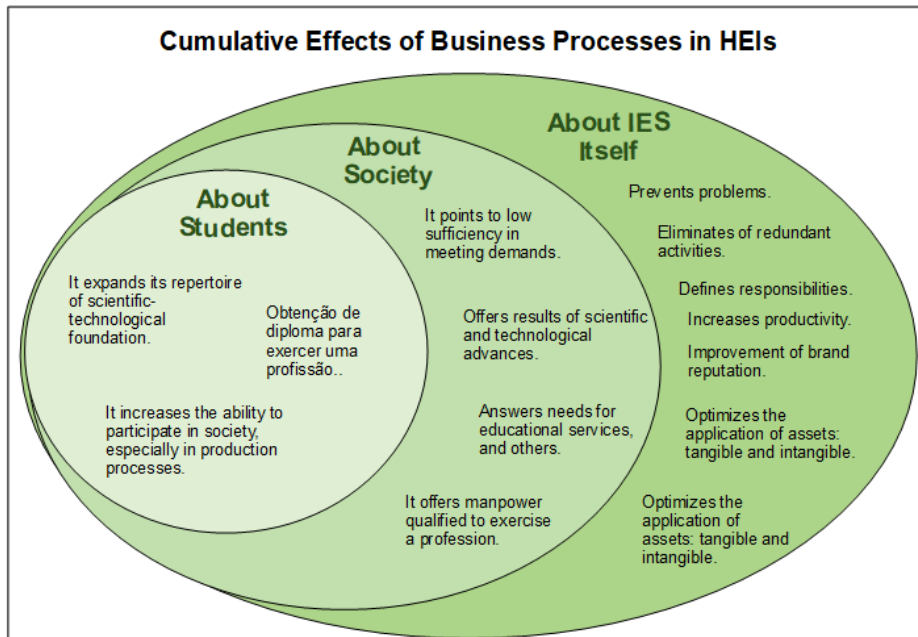 Cumulative Effects of Business Processes in HEIs
About IES
Itself
Prevents problems.
Eliminates of redundant
activities.
Defines responsibilities.
Increases productivity.
Improvement of brand
reputation.
Optimizes the
application of assets:
tangible and intangible.
Optimizes the
application of
assets: tangible and
intangible.
About
Society
It points to low
sufficiency in
meeting demands.
Offers results of scientific
and technological
advances.
Answers needs for
educational services,
and others.
It offers manpower
qualified to exercise
a profession.
About
Students
It expands its repertoire
of scientific-
technological
foundation.
Obtenção de
diploma para
exercer uma
profissão..
It increases the ability to
participate in society,
especially in production
processes.